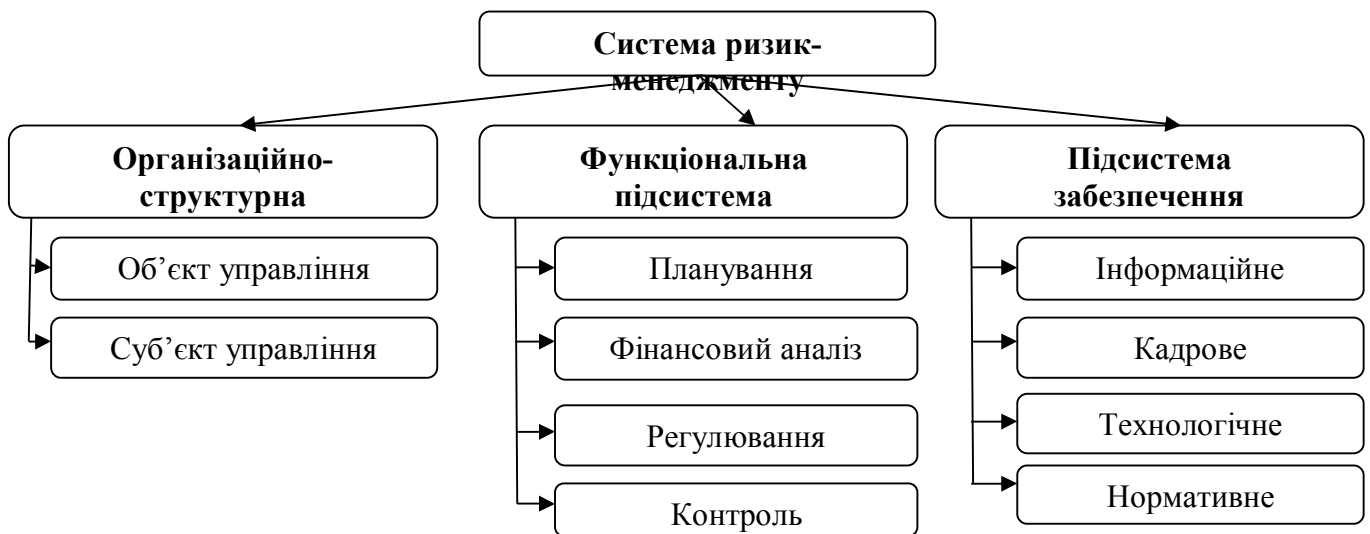 Система ризик-
менеджменту
Організаційно-
структурна
Об’єкт управління
Суб’єкт управління
Функціональна
підсистема
Планування
Фінансовий аналіз
Регулювання
Контроль
Підсистема
забезпечення
Інформаційне
Кадрове
Технологічне
Нормативне